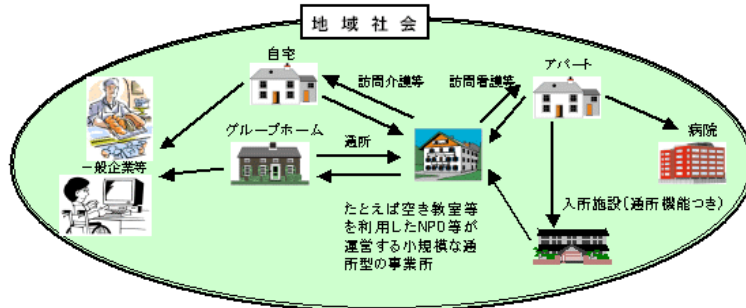 地域社会
自宅
訪問介護等
訪問看護等
アパート
グループホーム
通所
病院
一般企業等
入所施設(通所機能つき)
たとえば空き教室等
を利用したNPO等が
運営する小規模な通
所型の事業所